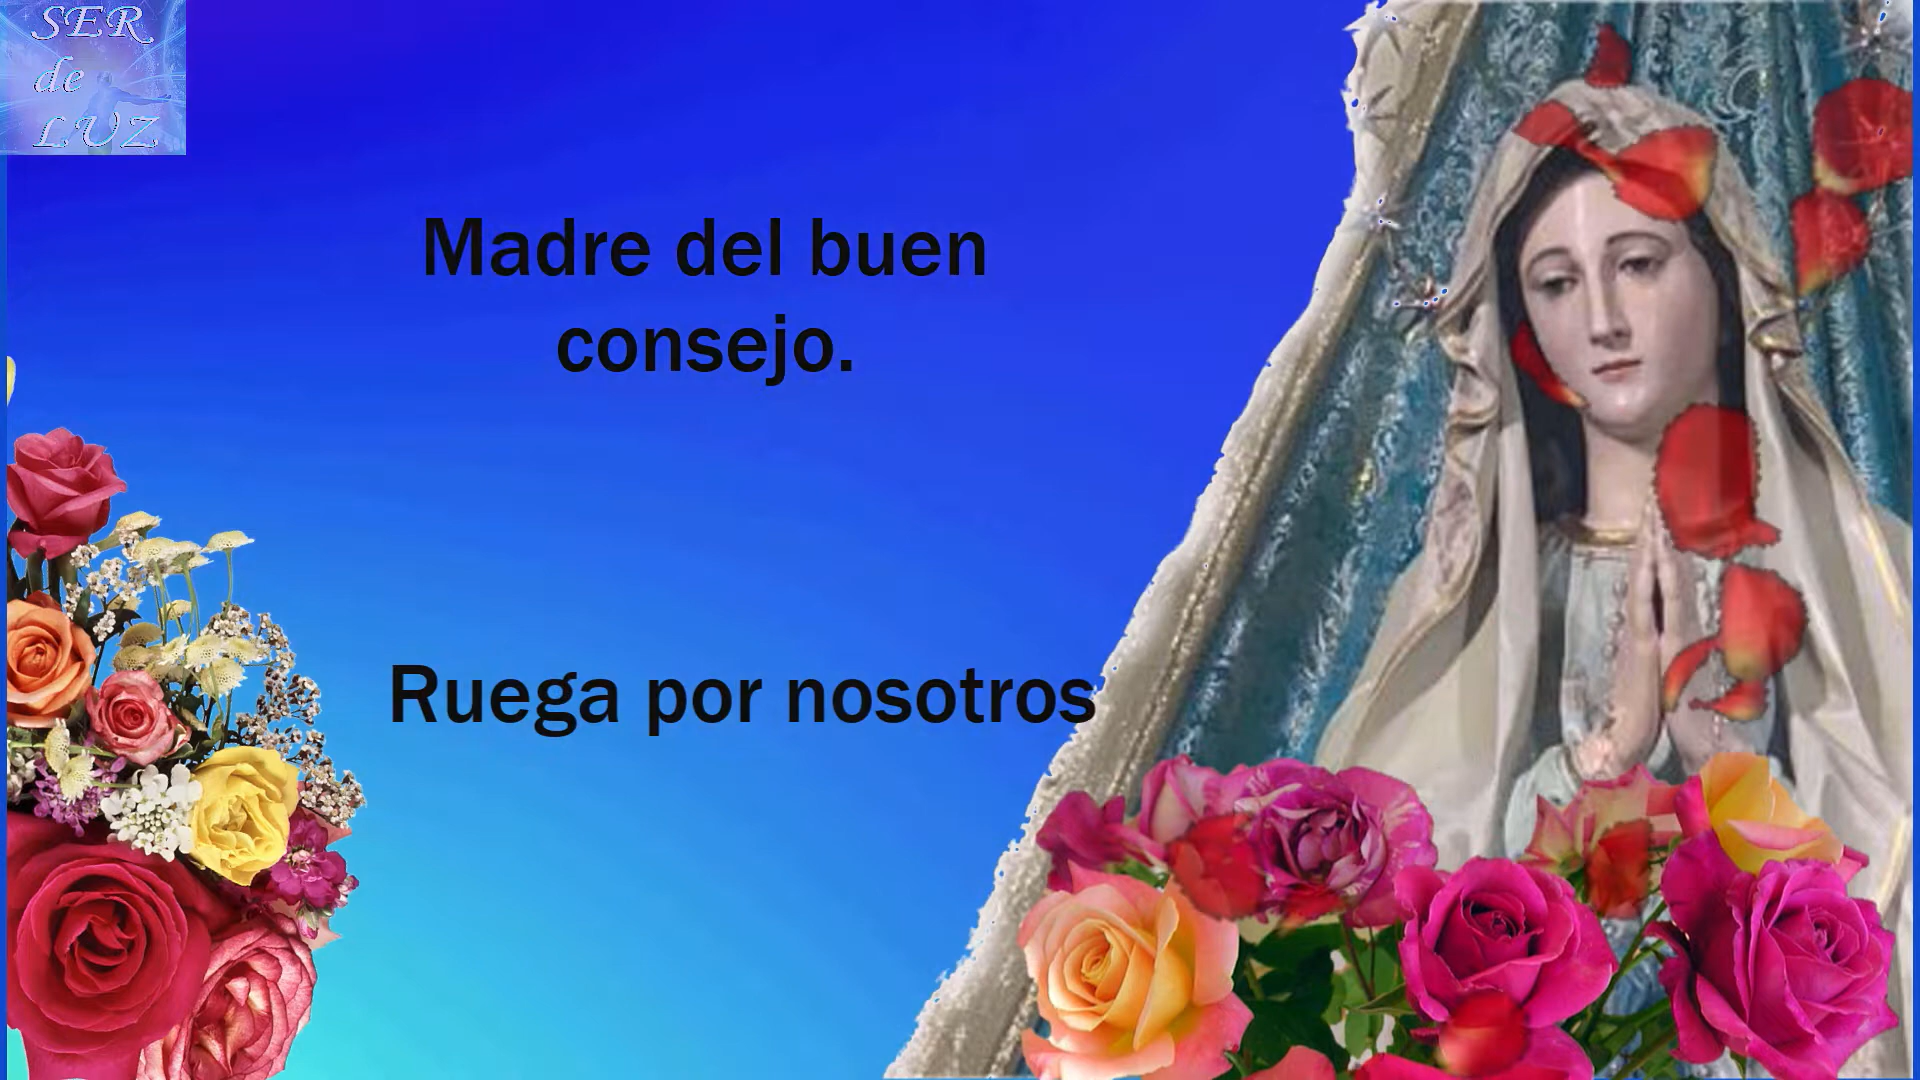 SER
de
LUZ
Madre del buen
consejo.
Ruega por nosotros